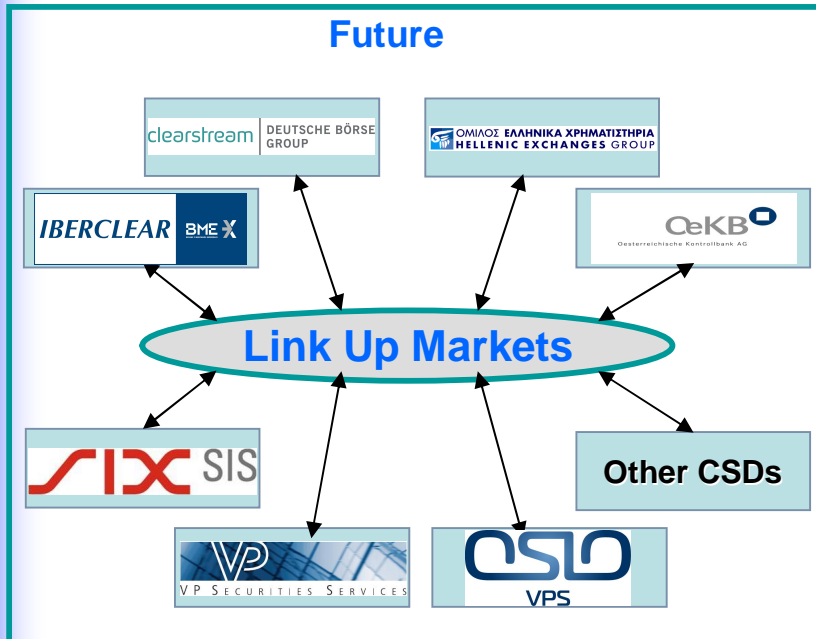 Future
clearstream
DEUTSCHE BÖRSE
GROUP
ΟΜΙΛΟΣ ΕΛΛΗΝΙΚΑ ΧΡΗΜΑΤΙΣΤΗΡΙΑ
HELLENIC EXCHANGES GROUP
IBERCLEAR
BME X
OeKB
Oesterreichische Kontrollbank AG
Link Up Markets
SIX SIS
Other CSDs
VP
VP SECURITIES SERVICES
OSLO
VPS